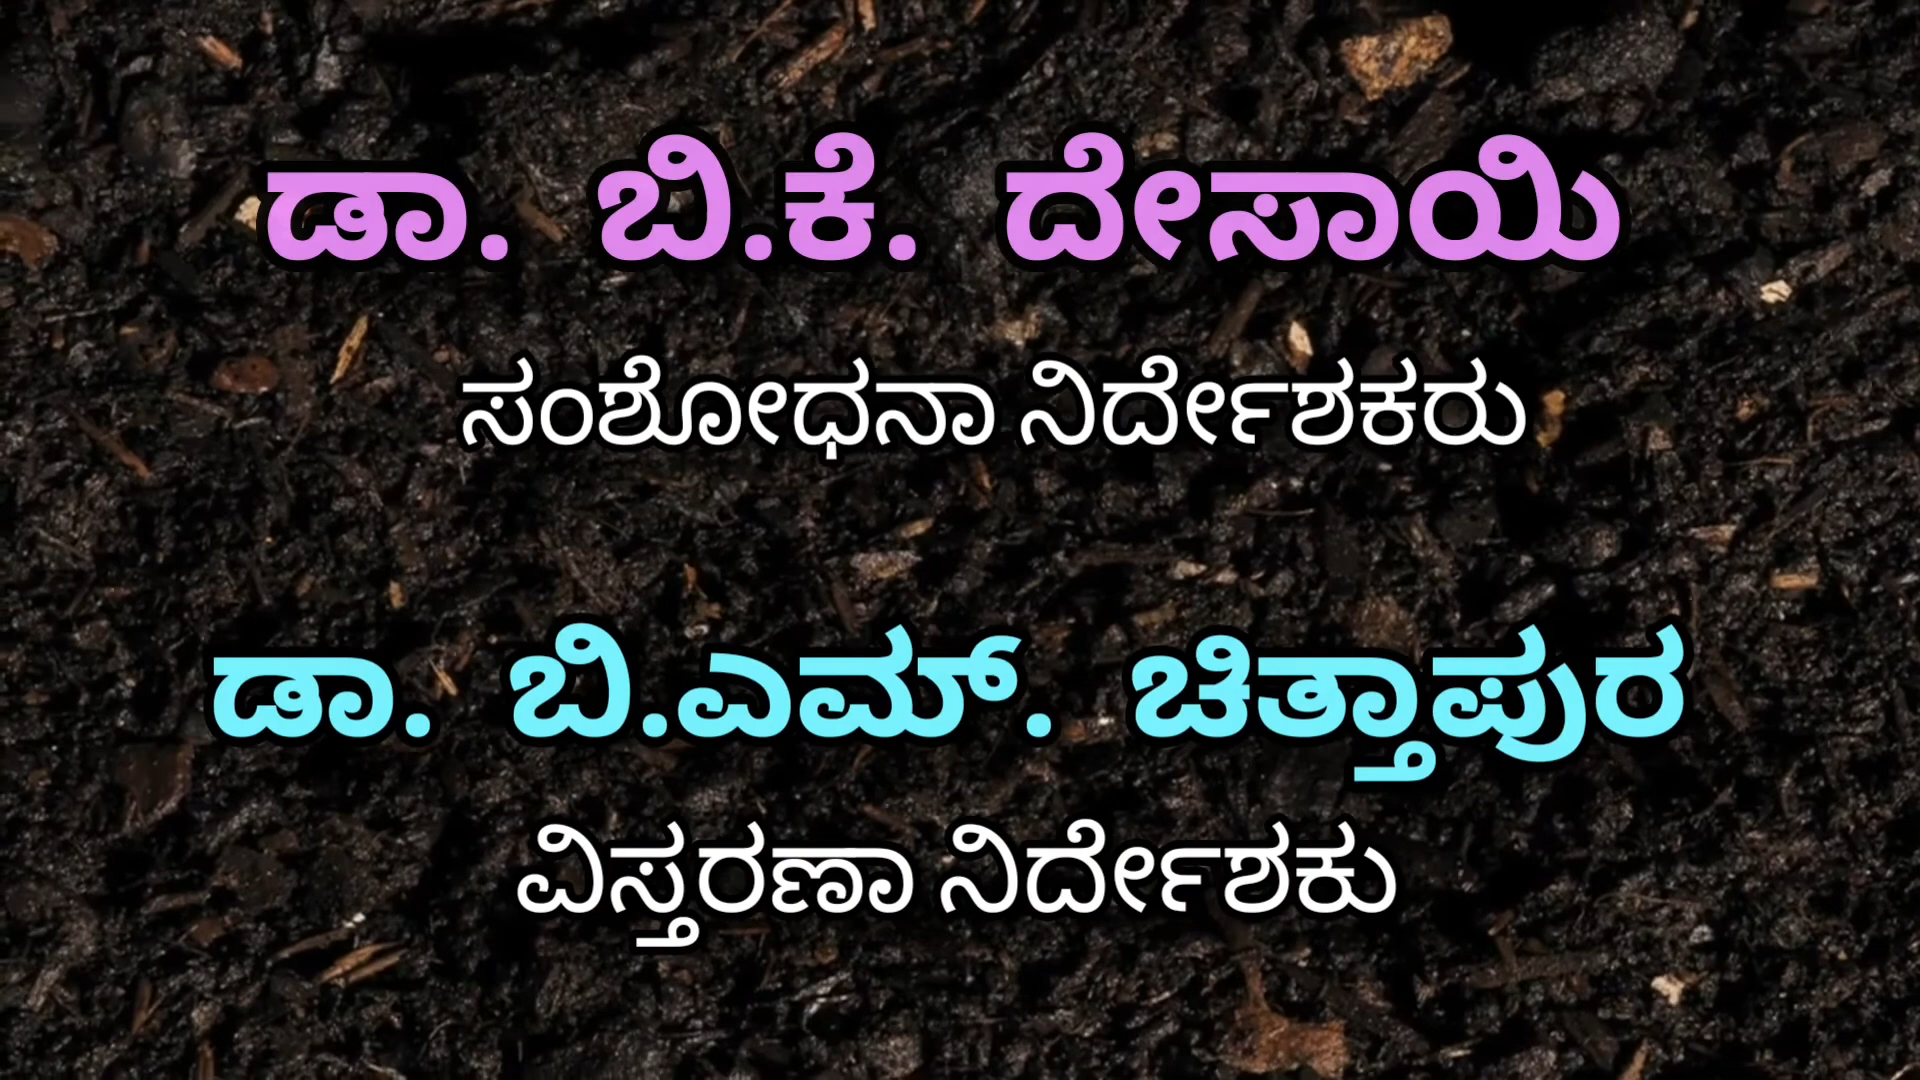 ಡಾ. ಬಿ.ಕೆ. ದೇಸಾಯಿ
ಸಂಶೋಧನಾ ನಿರ್ದೇಶಕರು
ಡಾ. ಬಿ.ಎಮ್. ಚಿತ್ತಾಪುರ
ವಿಸ್ತರಣಾ ನಿರ್ದೇಶಕು